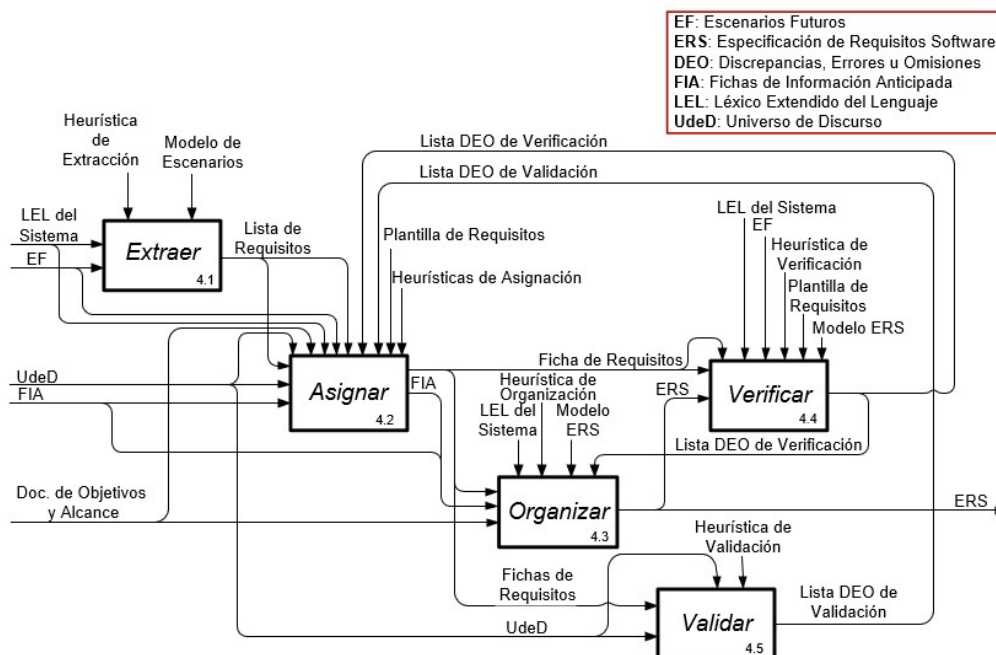 EF: Escenarios Futuros
ERS: Especificación de Requisitos Software
DEO: Discrepancias, Errores u Omisiones
FIA: Fichas de Información Anticipada
LEL: Léxico Extendido del Lenguaje
UdeD: Universo de Discurso
Heurística
de
Extracción
Modelo de
Escenarios
Lista DEO de Verificación
Lista DEO de Validación
LEL del
Sistema
EF
Extraer
4.1
Lista de
Requisitos
Plantilla de Requisitos
Heurísticas de Asignación
LEL del Sistema
EF
Heurística de
Verificación
Plantilla de
Requisitos
Modelo ERS
UdeD
FIA
Asignar
4.2
FIA
Ficha de Requisitos
Heurística de
Organización
LEL del
Sistema
Modelo
ERS
ERS
Verificar
4.4
Lista DEO de Verificación
Doc. de Objetivos
y Alcance
Organizar
4.3
ERS
Heurística de
Validación
Fichas de
Requisitos
UdeD
Validar
4.5
Lista DEO de
Validación